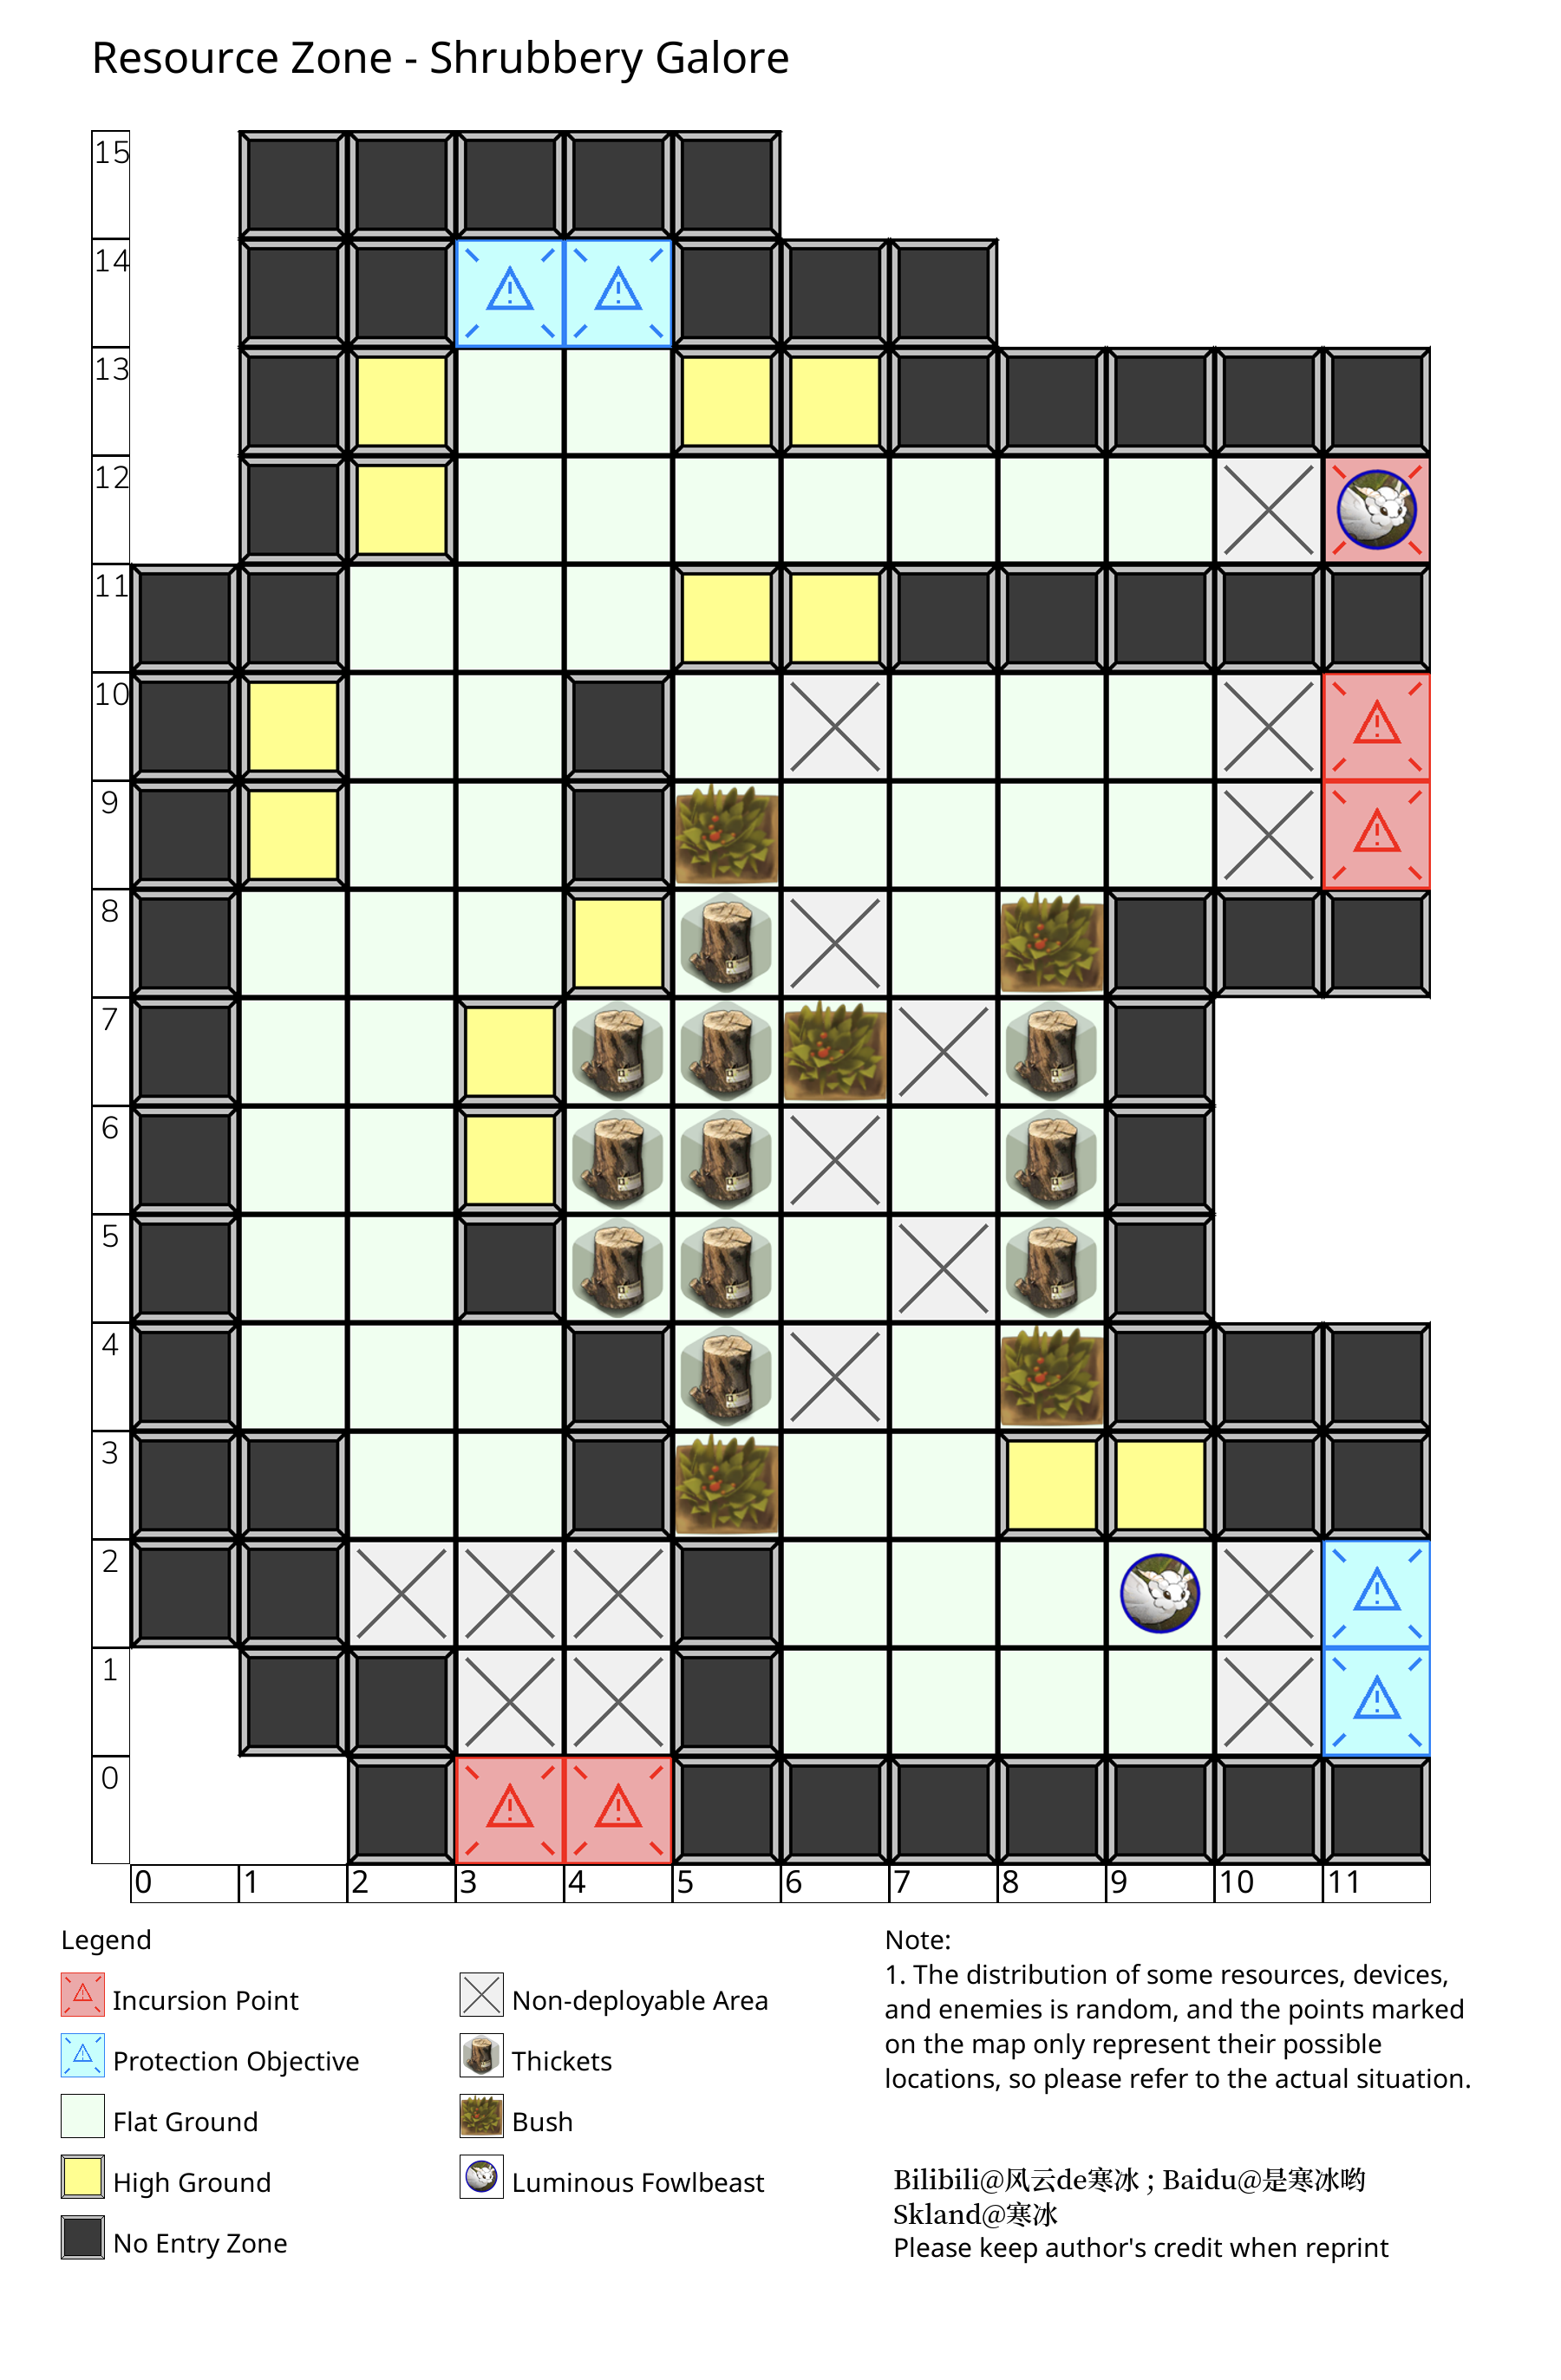 Resource Zone - Shrubbery Galore
15
14
13
12
11
10
9
8
7
6
5
4
3
2
1
0
0 1 2 3 4 5 6 7 8 9 10 11
Legend
Incursion Point
Protection Objective
Flat Ground
High Ground
No Entry Zone
Non-deployable Area
Thickets
Bush
Luminous Fowlbeast
Note:
1. The distribution of some resources, devices,
and enemies is random, and the points marked
on the map only represent their possible
locations, so please refer to the actual situation.
Bilibili@风云de寒冰 ; Baidu@是寒冰哟
Skland@寒冰
Please keep author's credit when reprint